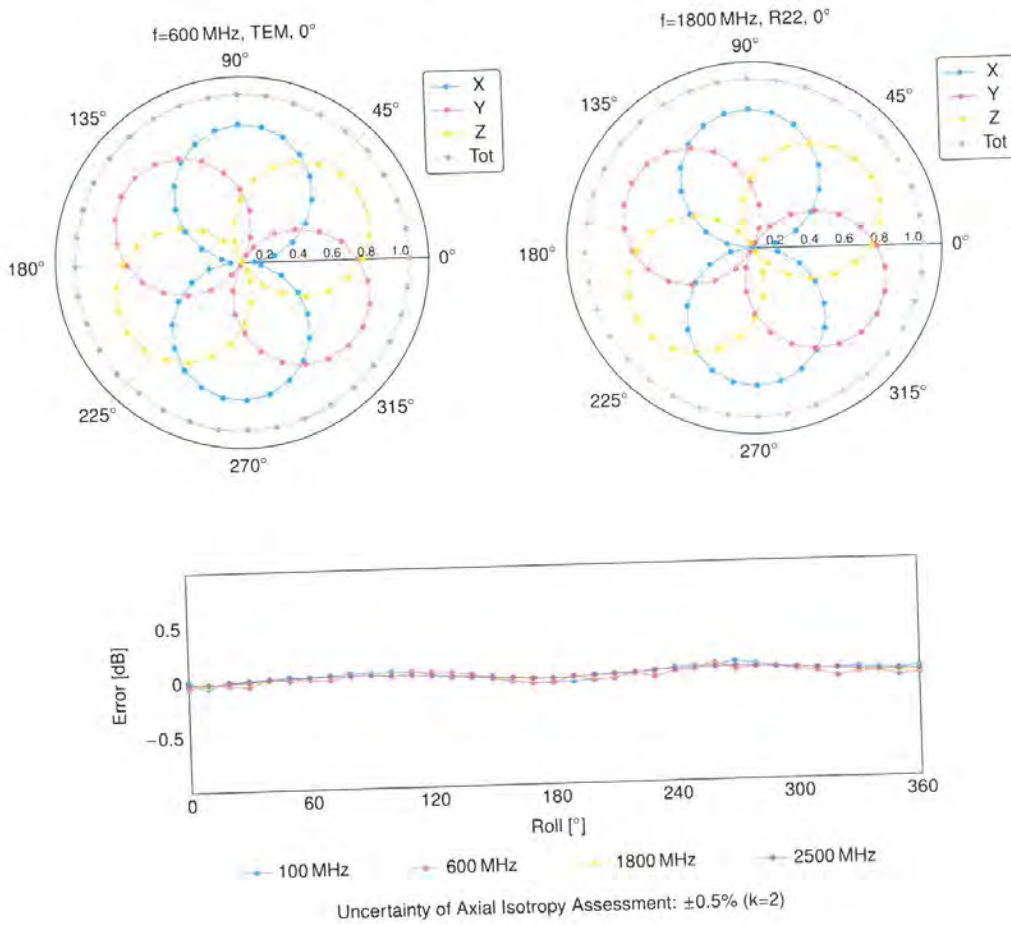 f=600 MHz, TEM, 0°
90°
45°
135°
180°
225°
270°
315°
0°
0.2 0.4 0.6 0.8 1.0
X
Y
Z
Tot
f=1800 MHz, R22, 0°
90°
45°
135°
180°
225°
270°
315°
0°
0.2 0.4 0.6 0.8 1.0
X
Y
Z
Tot
Error [dB]
0.5
0
−0.5
0 60 120 180 240 300 360
Roll [°]
100 MHz 600 MHz 1800 MHz 2500 MHz
Uncertainty of Axial Isotropy Assessment: ±0.5% (k=2)